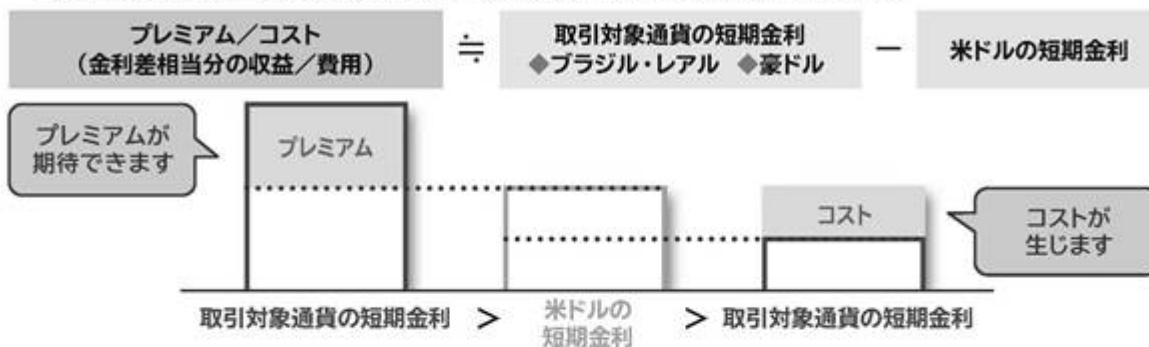 プレミアム／コスト
（金利差相当分の収益／費用）
≒
取引対象通貨の短期金利
◆ブラジル・レアル ◆豪ドル
－
米ドルの短期金利
プレミアムが
期待できます
プレミアム
コスト
コストが
生じます
取引対象通貨の短期金利
>
米ドルの
短期金利
>
取引対象通貨の短期金利